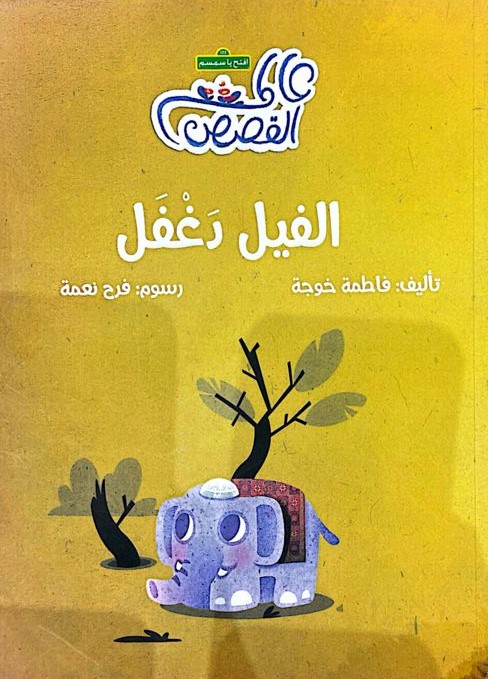 افتح يا سمسم
عالم
القصص
الفيل دَغْفَل
تأليف: فاطمة خوجة
رسوم: فرح نعمة